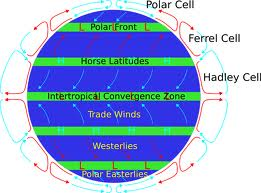 Polar Cell
Polar Front
Ferrel Cell
Horse Latitudes
Hadley Cell
Intertropical Convergence Zone
Trade Winds
Westerlies
Polar Easterlies